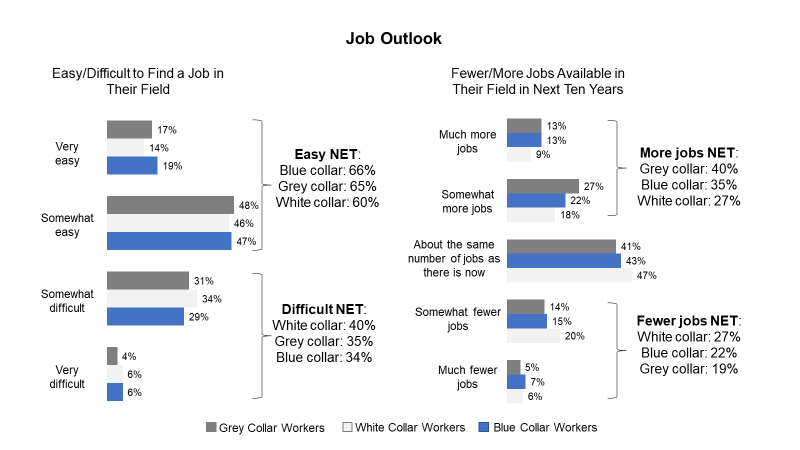 Job Outlook
Easy/Difficult to Find a Job in
Their Field
Very
easy
17%
14%
19%
Somewhat
easy
48%
46%
47%
Somewhat
difficult
31%
34%
29%
Very
difficult
4%
6%
6%
Easy NET:
Blue collar: 66%
Grey collar: 65%
White collar: 60%
Difficult NET:
White collar: 40%
Grey collar: 35%
Blue collar: 34%
Fewer/More Jobs Available in
Their Field in Next Ten Years
Much more
jobs
13%
13%
9%
Somewhat
more jobs
27%
22%
18%
About the same
number of jobs as
there is now
41%
43%
47%
Somewhat fewer
jobs
14%
15%
20%
Much fewer
jobs
5%
7%
6%
More jobs NET:
Grey collar: 40%
Blue collar: 35%
White collar: 27%
Fewer jobs NET:
White collar: 27%
Blue collar: 22%
Grey collar: 19%
Grey Collar Workers
White Collar Workers
Blue Collar Workers